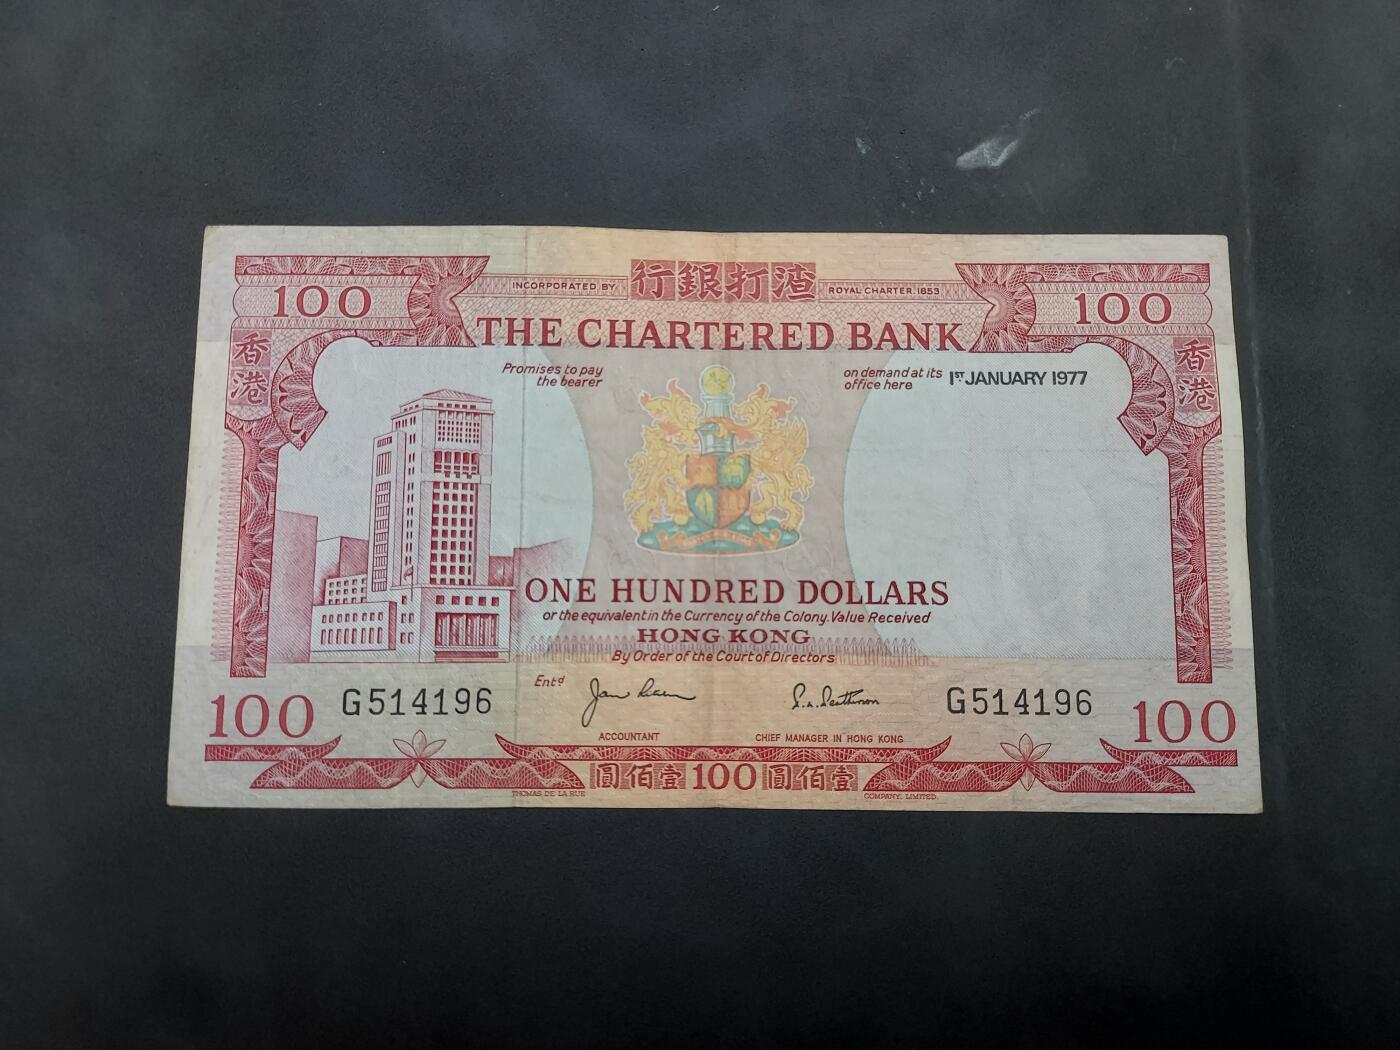 100
INCORPORATED BY 行銀打渣 ROYAL CHARTER.1853
100
香港
THE CHARTERED BANK
香港
Promises to pay
the bearer
on demand at its
office here
1ST JANUARY 1977
ONE HUNDRED DOLLARS
or the equivalent in the Currency of the Colony. Value Received
HONG KONG
By Order of the Court of Directors
Entd
100 G514196
G514196 100
ACCOUNTANT
CHIEF MANAGER IN HONG KONG
圓佰壹 100 圓佰壹
THOMAS DE LA RUE
COMPANY, LIMITED.